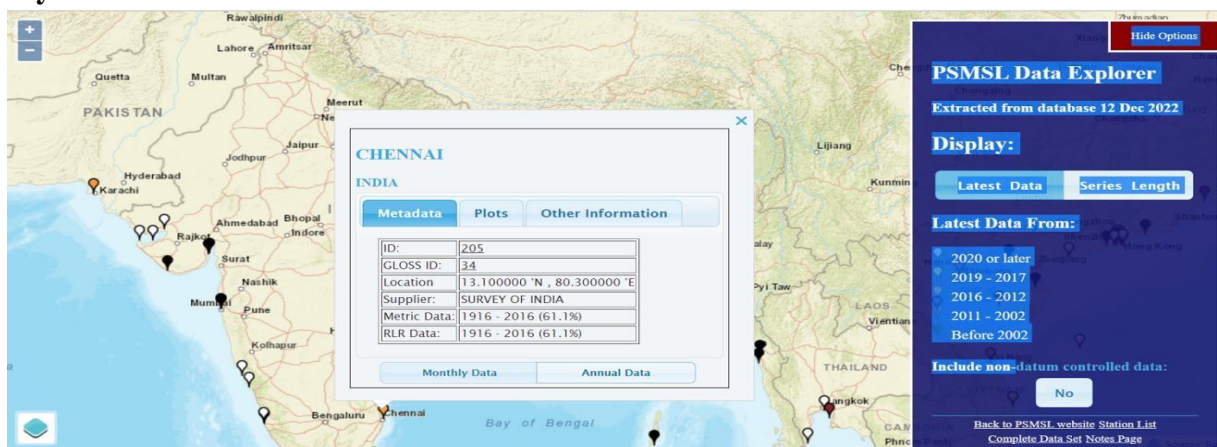 +
−
Rawalpindi
Lahore
Amritsar
Quetta
Multan
PAKISTAN
Meerut
Jaipur
Jodhpur
Hyderabad
Karachi
Ahmedabad
Bhopal
Rajkot
Indore
Surat
Nashik
Mumbai
Pune
Kolhapur
Bengaluru
Chennai
Bay of Bengal
×
CHENNAI
INDIA
Metadata Plots Other Information
ID: 205
GLOSS ID: 34
Location 13.100000 'N , 80.300000 'E
Supplier: SURVEY OF INDIA
Metric Data: 1916 - 2016 (61.1%)
RLR Data: 1916 - 2016 (61.1%)
Monthly Data Annual Data
Lijiang
Kunmin
Pyi Taw
LAOS
Vientian
THAILAND
Bangkok
Hide Options
PSMSL Data Explorer
Extracted from database 12 Dec 2022
Display:
Latest Data Series Length
Latest Data From:
2020 or later
2019 - 2017
2016 - 2012
2011 - 2002
Before 2002
Hong Kong
Include non-datum controlled data:
No
Back to PSMSL website Station List
Complete Data Set Notes Page